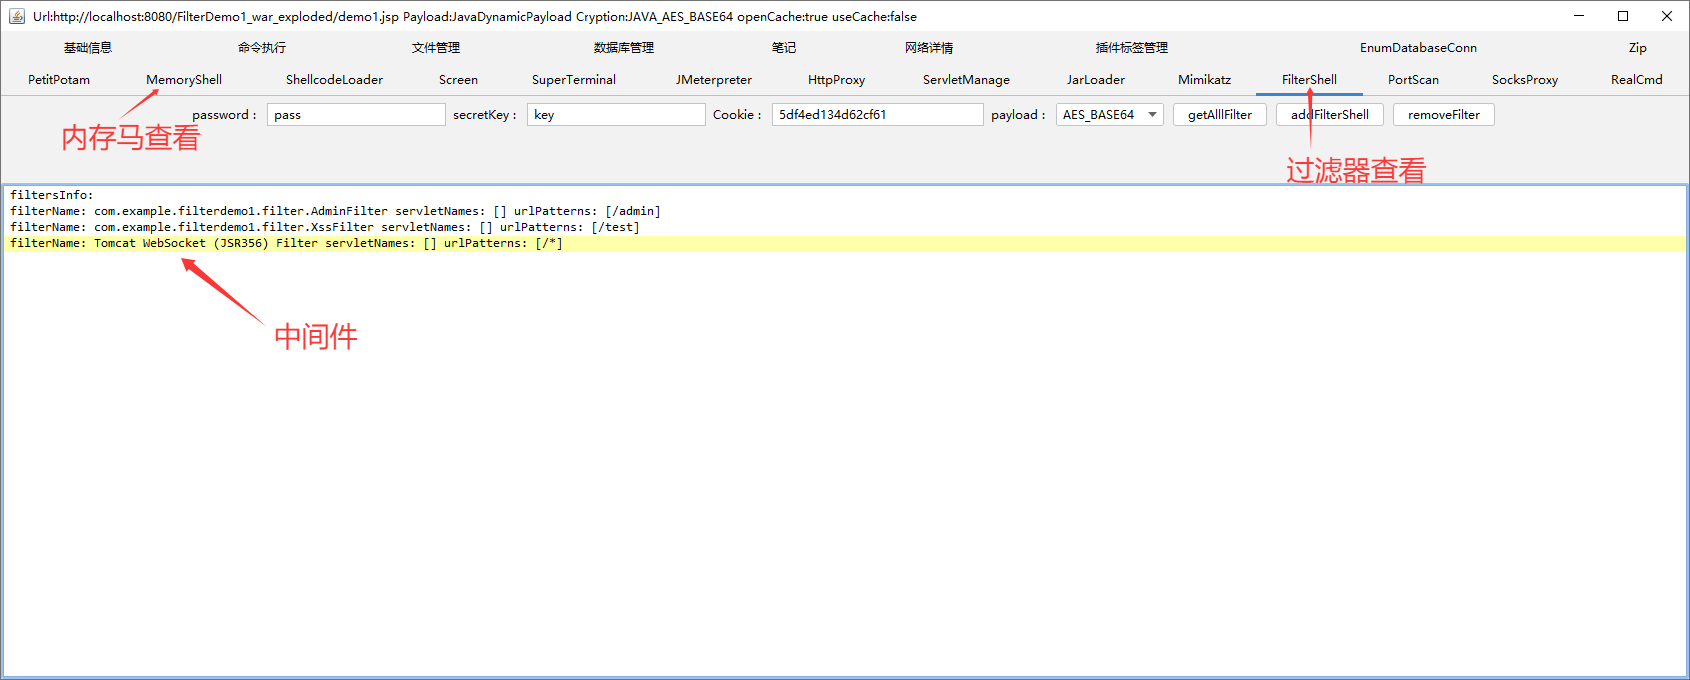 Url:http://localhost:8080/FilterDemo1_war_exploded/demo1.jsp Payload:JavaDynamicPayload Cryption:JAVA_AES_BASE64 openCache:true useCache:false
基础信息 命令执行 文件管理 数据库管理 笔记 网络详情 插件标签管理 EnumDatabaseConn Zip
PetitPotam MemoryShell ShellcodeLoader Screen SuperTerminal JMeterpreter HttpProxy ServletManage JarLoader Mimikatz FilterShell PortScan SocksProxy RealCmd
password : pass secretKey : key Cookie : 5df4ed134d62cf61 payload : AES_BASE64 getAlllFilter addFilterShell removeFilter
内存马查看
过滤器查看
filtersInfo:
filterName: com.example.filterdemo1.filter.AdminFilter servletNames: [] urlPatterns: [/admin]
filterName: com.example.filterdemo1.filter.XssFilter servletNames: [] urlPatterns: [/test]
filterName: Tomcat WebSocket (JSR356) Filter servletNames: [] urlPatterns: [/*]
中间件